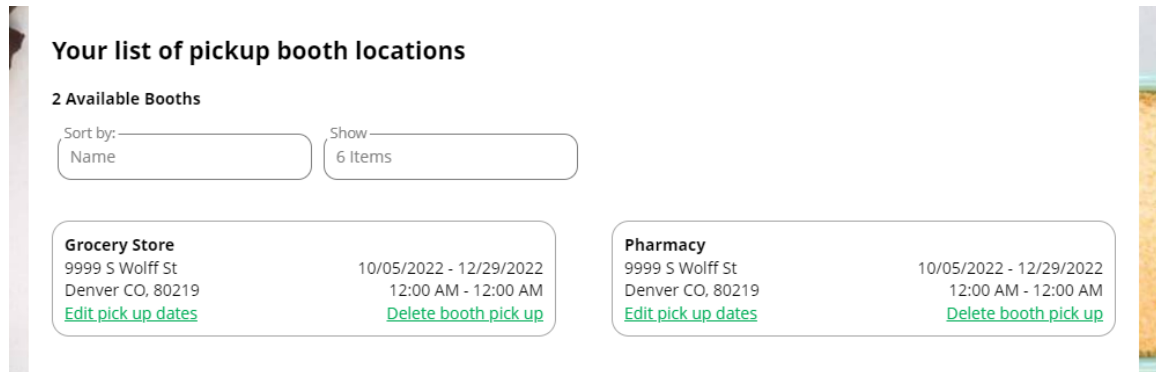 Your list of pickup booth locations
2 Available Booths
Sort by:
Name
Show
6 Items
Grocery Store
9999 S Wolff St
10/05/2022 - 12/29/2022
Denver CO, 80219
12:00 AM - 12:00 AM
Edit pick up dates
Delete booth pick up
Pharmacy
9999 S Wolff St
10/05/2022 - 12/29/2022
Denver CO, 80219
12:00 AM - 12:00 AM
Edit pick up dates
Delete booth pick up